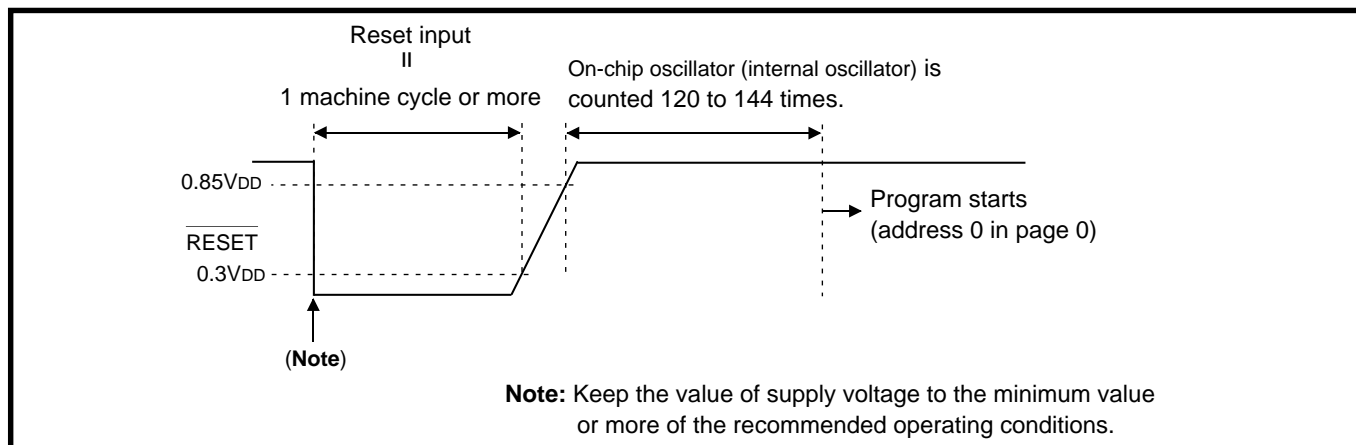 Reset input
=
1 machine cycle or more
On-chip oscillator (internal oscillator) is
counted 120 to 144 times.
0.85VDD
RESET
0.3VDD
Program starts
(address 0 in page 0)
(Note)
Note: Keep the value of supply voltage to the minimum value
or more of the recommended operating conditions.